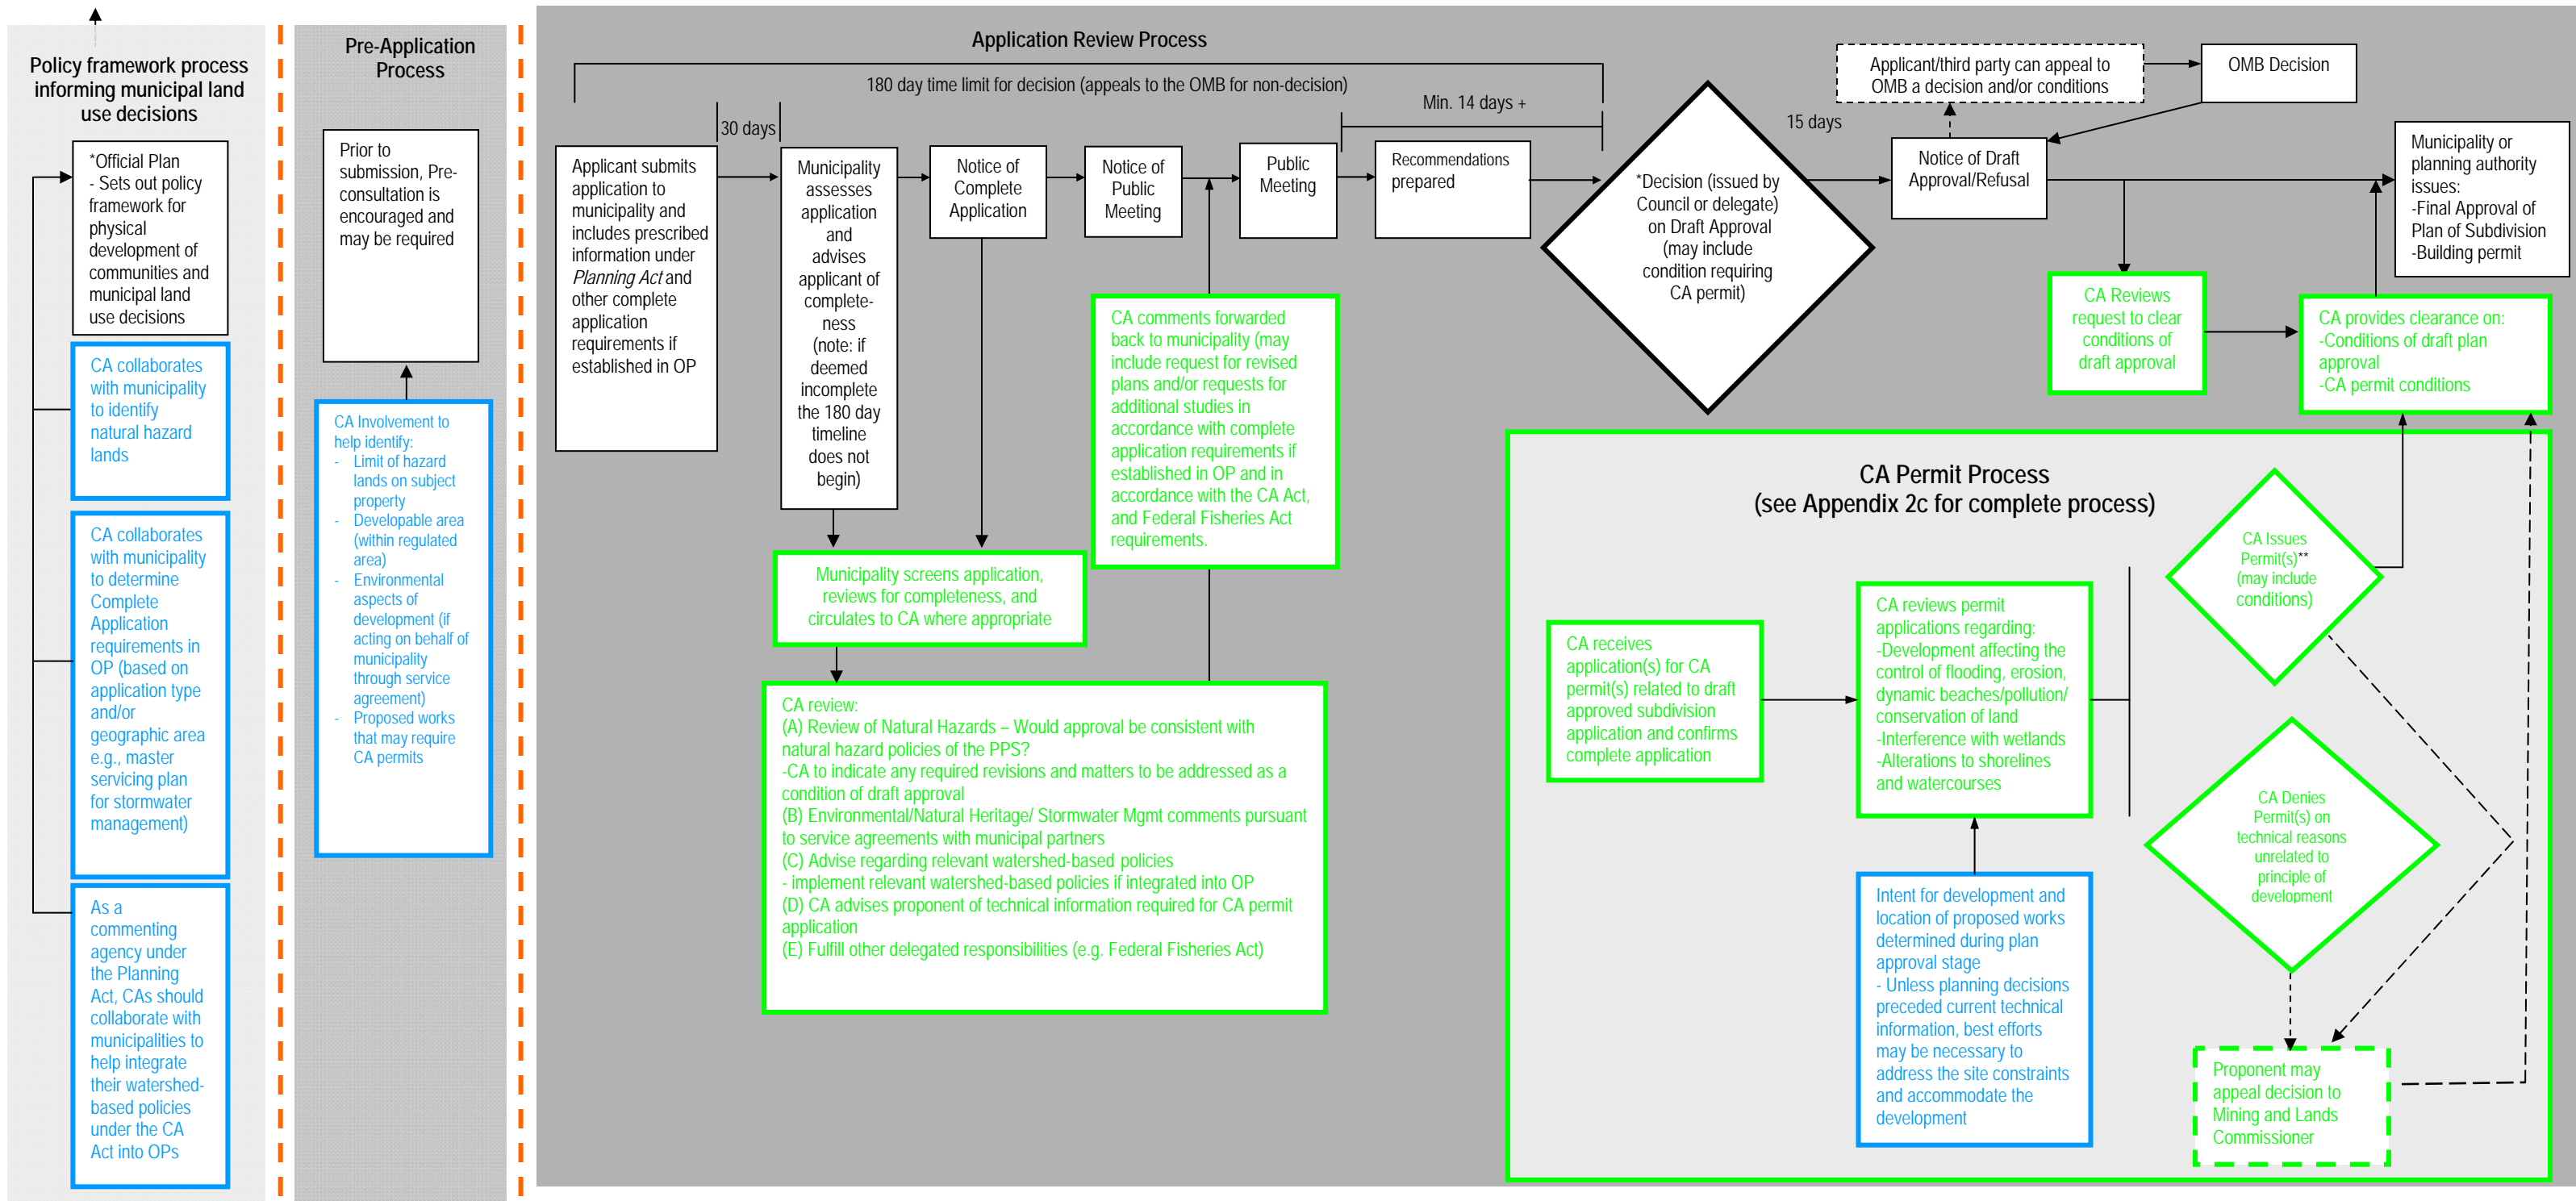 Policy framework process
informing municipal land
use decisions
*Official Plan
- Sets out policy
framework for
physical
development of
communities and
municipal land
use decisions
CA collaborates
with municipality
to identify
natural hazard
lands
CA collaborates
with municipality
to determine
Complete
Application
requirements in
OP (based on
application type
and/or
geographic area
e.g., master
servicing plan
for stormwater
management)
As a
commenting
agency under
the Planning
Act, CAs should
collaborate with
municipalities to
help integrate
their watershed-
based policies
under the CA
Act into OPs
Pre-Application
Process
Prior to
submission, Pre-
consultation is
encouraged and
may be required
CA Involvement to
help identify:
- Limit of hazard
lands on subject
property
- Developable area
(within regulated
area)
- Environmental
aspects of
development (if
acting on behalf of
municipality
through service
agreement)
- Proposed works
that may require
CA permits
Application Review Process
180 day time limit for decision (appeals to the OMB for non-decision)
30 days
Min. 14 days +
15 days
Applicant submits
application to
municipality and
includes prescribed
information under
Planning Act and
other complete
application
requirements if
established in OP
Municipality
assesses
application
and
advises
applicant of
complete-
ness
(note: if
deemed
incomplete
the 180 day
timeline
does not
begin)
Notice of
Complete
Application
Notice of
Public
Meeting
Public
Meeting
Recommendations
prepared
*Decision (issued by
Council or delegate)
on Draft Approval
(may include
condition requiring
CA permit)
Applicant/third party can appeal to
OMB a decision and/or conditions
OMB Decision
Notice of Draft
Approval/Refusal
Municipality or
planning authority
issues:
-Final Approval of
Plan of Subdivision
-Building permit
CA comments forwarded
back to municipality (may
include request for revised
plans and/or requests for
additional studies in
accordance with complete
application requirements if
established in OP and in
accordance with the CA Act,
and Federal Fisheries Act
requirements.
CA Reviews
request to clear
conditions of
draft approval
CA provides clearance on:
-Conditions of draft plan
approval
-CA permit conditions
Municipality screens application,
reviews for completeness, and
circulates to CA where appropriate
CA review:
(A) Review of Natural Hazards – Would approval be consistent with
natural hazard policies of the PPS?
-CA to indicate any required revisions and matters to be addressed as a
condition of draft approval
(B) Environmental/Natural Heritage/ Stormwater Mgmt comments pursuant
to service agreements with municipal partners
(C) Advise regarding relevant watershed-based policies
- implement relevant watershed-based policies if integrated into OP
(D) CA advises proponent of technical information required for CA permit
application
(E) Fulfill other delegated responsibilities (e.g. Federal Fisheries Act)
CA Permit Process
(see Appendix 2c for complete process)
CA receives
application(s) for CA
permit(s) related to draft
approved subdivision
application and confirms
complete application
CA reviews permit
applications regarding:
-Development affecting the
control of flooding, erosion,
dynamic beaches/pollution/
conservation of land
-Interference with wetlands
-Alterations to shorelines
and watercourses
Intent for development and
location of proposed works
determined during plan
approval stage
- Unless planning decisions
preceded current technical
information, best efforts
may be necessary to
address the site constraints
and accommodate the
development
CA Issues
Permit(s)**
(may include
conditions)
CA Denies
Permit(s) on
technical reasons
unrelated to
principle of
development
Proponent may
appeal decision to
Mining and Lands
Commissioner